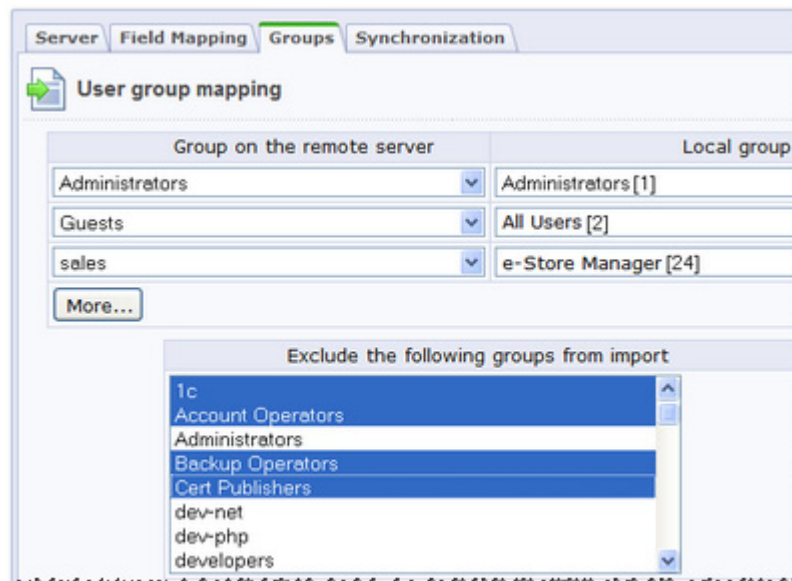 Server Field Mapping Groups Synchronization
User group mapping
Group on the remote server Local group
Administrators Administrators [1]
Guests All Users [2]
sales e-Store Manager [24]
More...
Exclude the following groups from import
1c
Account Operators
Administrators
Backup Operators
Cert Publishers
dev-net
dev-php
developers